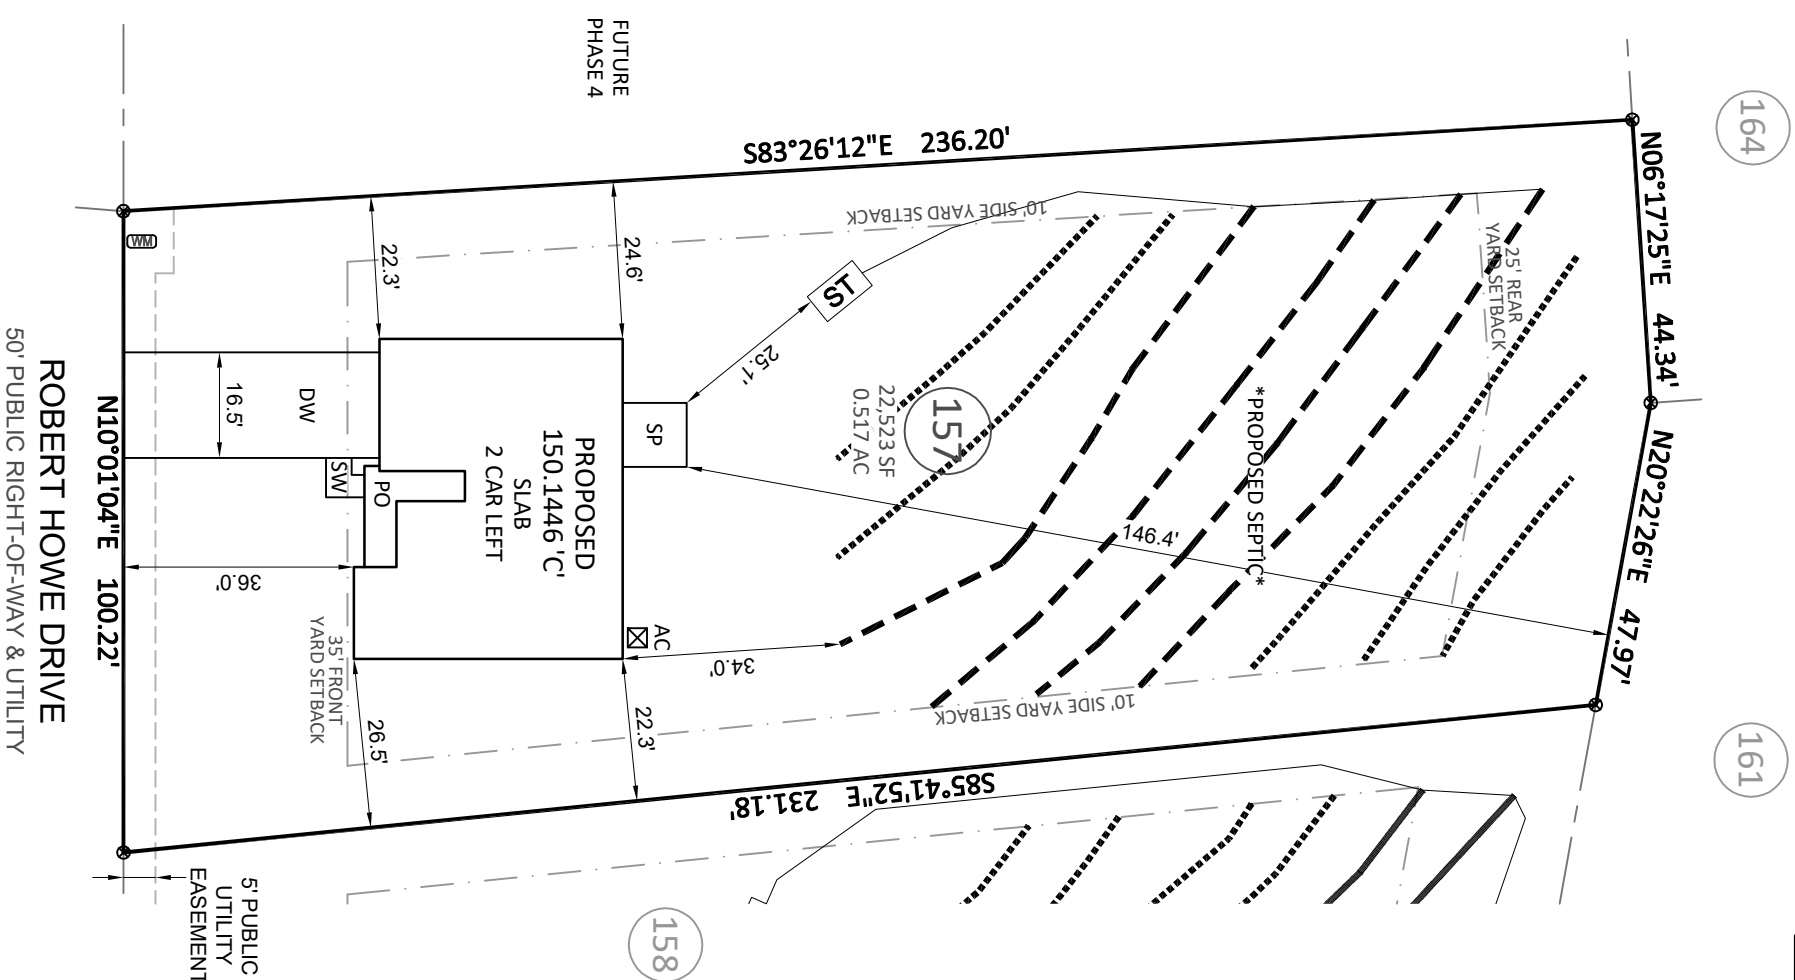 164
FUTURE
PHASE 4
S83°26'12"E 236.20'
N06°17'25"E 44.34'
10' SIDE YARD SETBACK
25' REAR
YARD SETBACK
WM
22.3'
24.6'
ST
25.1'
16.5'
DW
SW
PO
SP
PROPOSED
150.1446 'C'
SLAB
2 CAR LEFT
157
22,523 SF
0.517 AC
*PROPOSED SEPTIC*
146.4'
N20°22'26"E 47.97'
36.0'
35' FRONT
YARD SETBACK
AC
34.0'
10' SIDE YARD SETBACK
26.5'
22.3'
S85°41'52"E 231.18'
161
N10°01'04"E 100.22'
ROBERT HOWE DRIVE
50' PUBLIC RIGHT-OF-WAY & UTILITY
5' PUBLIC
UTILITY
EASEMENT
158